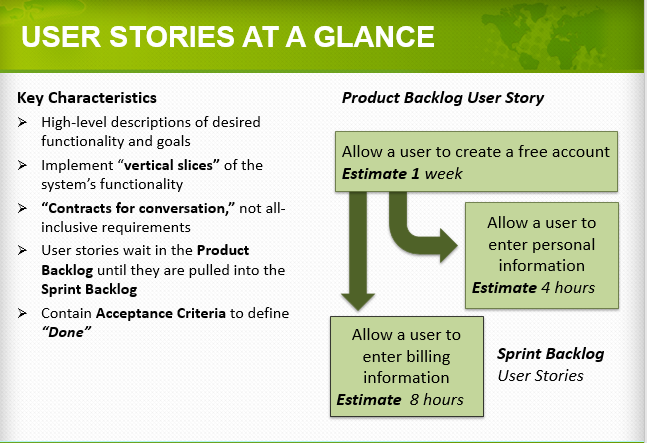 USER STORIES AT A GLANCE
Key Characteristics
➢ High-level descriptions of desired
functionality and goals
➢ Implement “vertical slices” of the
system’s functionality
➢ “Contracts for conversation,” not all-
inclusive requirements
➢ User stories wait in the Product
Backlog until they are pulled into the
Sprint Backlog
➢ Contain Acceptance Criteria to define
“Done”
Product Backlog User Story
Allow a user to create a free account
Estimate 1 week
Allow a user to
enter personal
information
Estimate 4 hours
Allow a user to
enter billing
information
Estimate 8 hours
Sprint Backlog
User Stories